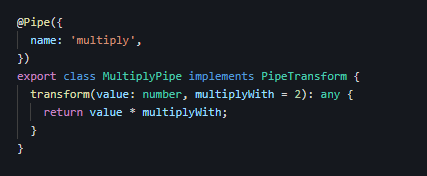 @Pipe({
  name: 'multiply',
})
export class MultiplyPipe implements PipeTransform {
  transform(value: number, multiplyWith = 2): any {
    return value * multiplyWith;
  }
}